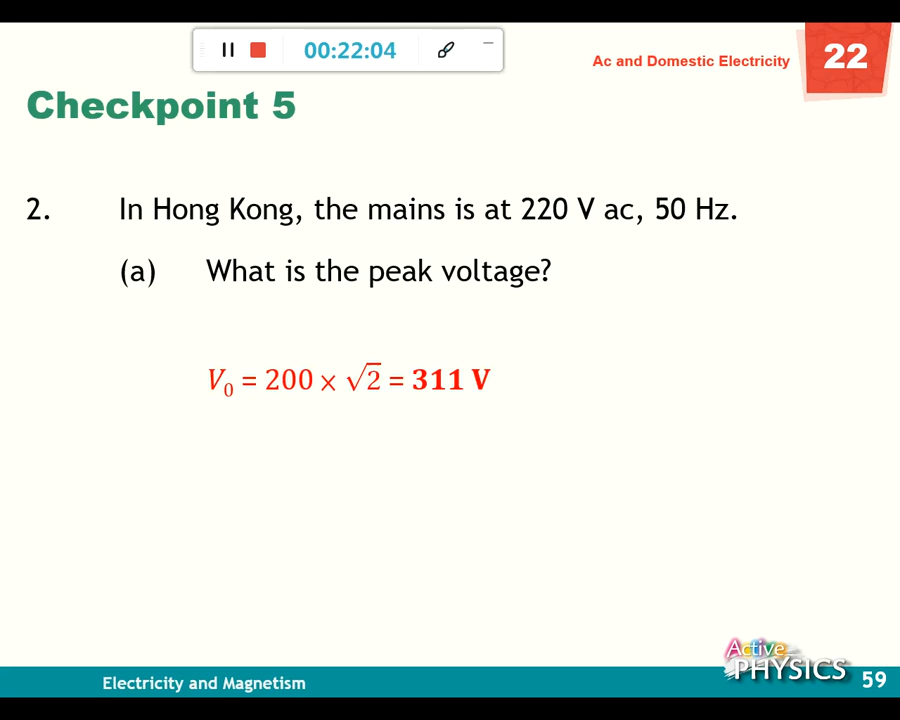 00:22:04
Ac and Domestic Electricity
22
Checkpoint 5
2. In Hong Kong, the mains is at 220 V ac, 50 Hz.
(a) What is the peak voltage?
V₀ = 200 × √2 = 311 V
Active
PHYSICS
Electricity and Magnetism
59